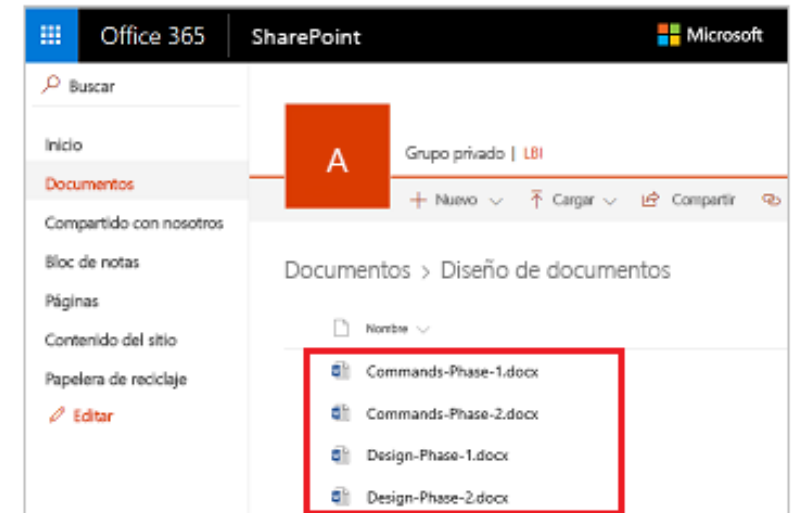 Office 365 SharePoint Microsoft
Buscar
Inicio
Documentos
Compartido con nosotros
Bloc de notas
Páginas
Contenido del sitio
Papelera de reciclaje
Editar
A
Grupo privado | LBI
+ Nuevo Cargar Compartir
Documentos > Diseño de documentos
Nombre
Commands-Phase-1.docx
Commands-Phase-2.docx
Design-Phase-1.docx
Design-Phase-2.docx